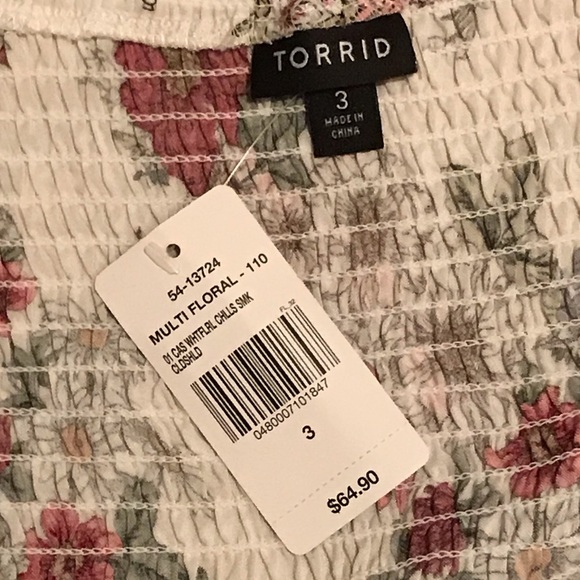 TORRID
3
MADE IN
CHINA
54-13724
MULTI FLORAL - 110
01 CAS WHTFLRL CHLLS SMK
CLDSHLD
0480007101847
3
$64.90